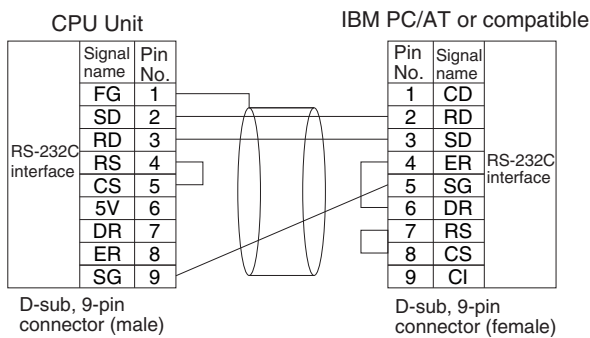 CPU Unit
IBM PC/AT or compatible
Signal name Pin No.
FG 1
SD 2
RD 3
RS 4
CS 5
5V 6
DR 7
ER 8
SG 9
RS-232C interface
D-sub, 9-pin
connector (male)
Pin No. Signal name
1 CD
2 RD
3 SD
4 ER
5 SG
6 DR
7 RS
8 CS
9 CI
RS-232C interface
D-sub, 9-pin
connector (female)